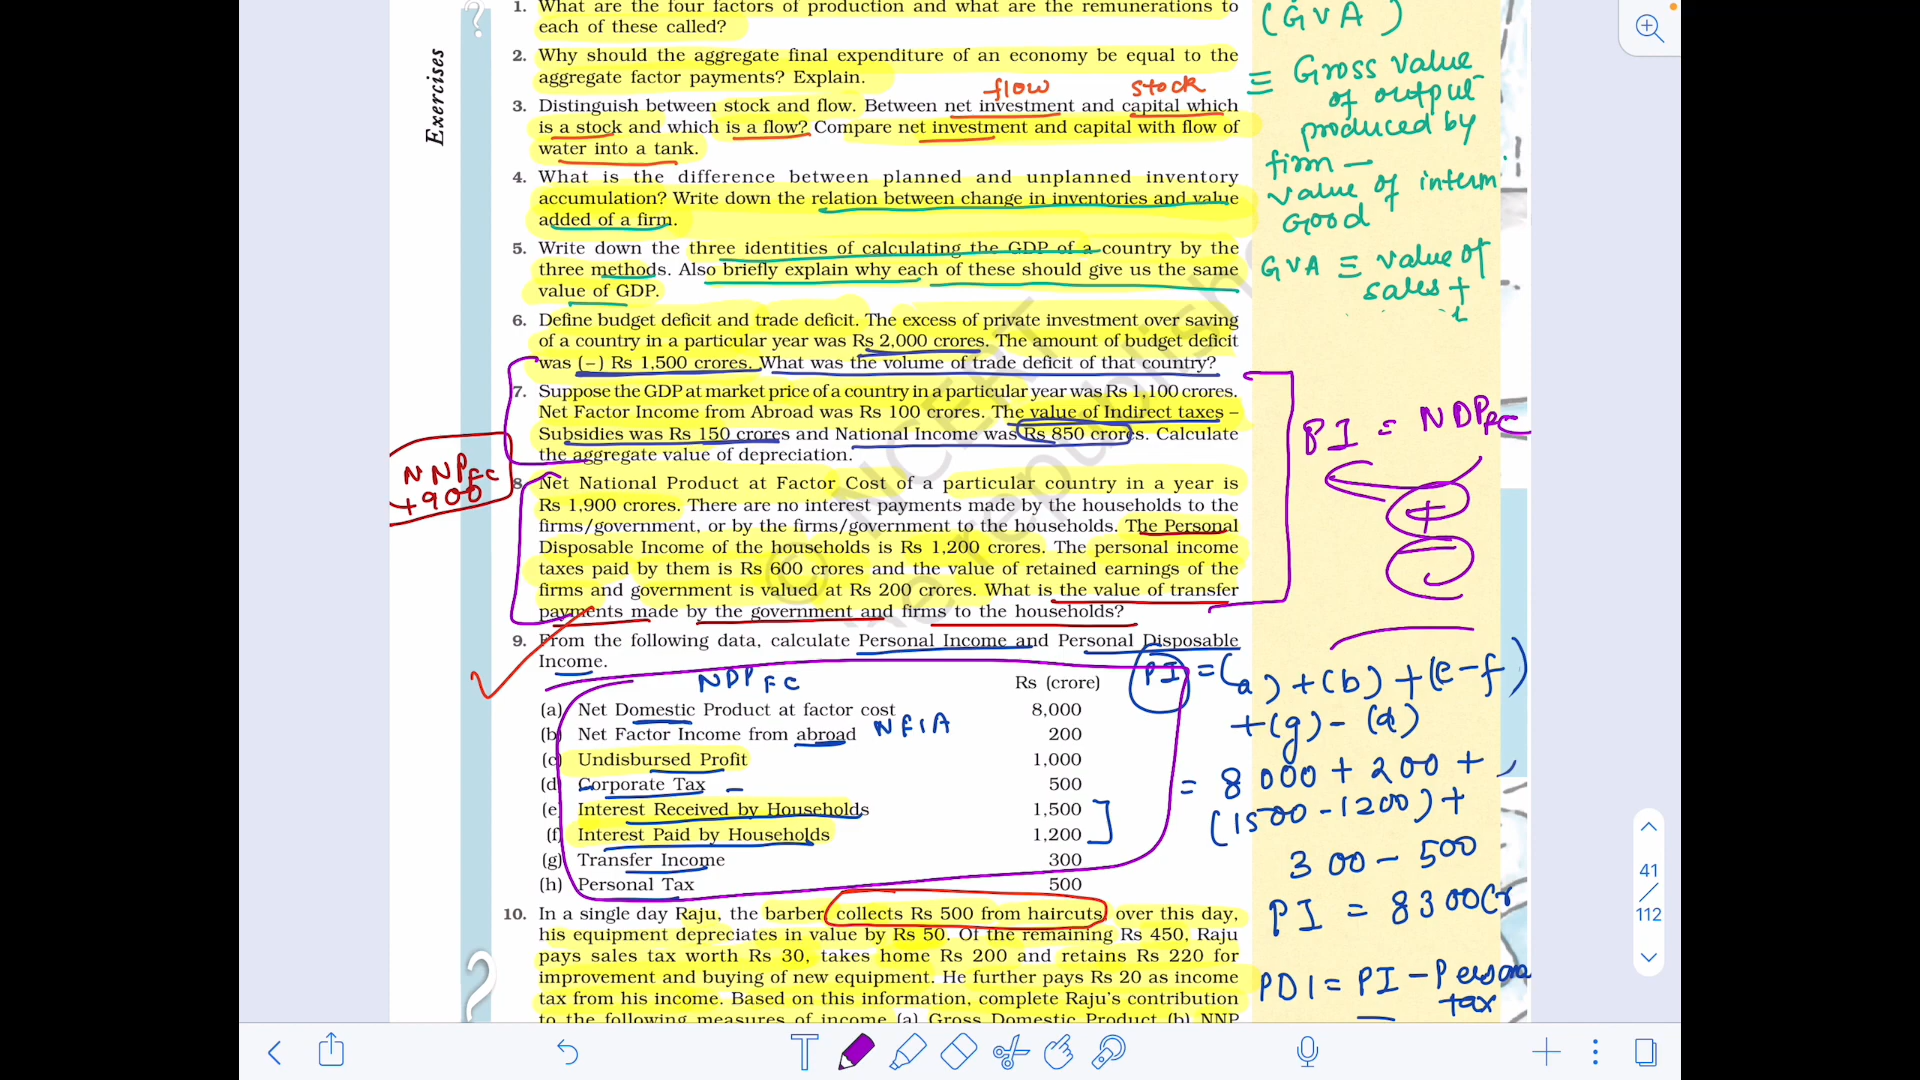 Exercises
1. What are the four factors of production and what are the remunerations to
each of these called?
2. Why should the aggregate final expenditure of an economy be equal to the
aggregate factor payments? Explain.
flow stock
3. Distinguish between stock and flow. Between net investment and capital which
is a stock and which is a flow? Compare net investment and capital with flow of
water into a tank.
4. What is the difference between planned and unplanned inventory
accumulation? Write down the relation between change in inventories and value
added of a firm.
5. Write down the three identities of calculating the GDP of a country by the
three methods. Also briefly explain why each of these should give us the same
value of GDP.
6. Define budget deficit and trade deficit. The excess of private investment over saving
of a country in a particular year was Rs 2,000 crores. The amount of budget deficit
was (–) Rs 1,500 crores. What was the volume of trade deficit of that country?
7. Suppose the GDP at market price of a country in a particular year was Rs 1,100 crores.
Net Factor Income from Abroad was Rs 100 crores. The value of Indirect taxes –
Subsidies was Rs 150 crores and National Income was Rs 850 crores. Calculate
the aggregate value of depreciation.
NNPFC
+900
8. Net National Product at Factor Cost of a particular country in a year is
Rs 1,900 crores. There are no interest payments made by the households to the
firms/government, or by the firms/government to the households. The Personal
Disposable Income of the households is Rs 1,200 crores. The personal income
taxes paid by them is Rs 600 crores and the value of retained earnings of the
firms and government is valued at Rs 200 crores. What is the value of transfer
payments made by the government and firms to the households?
9. From the following data, calculate Personal Income and Personal Disposable
Income.
NDPFC Rs (crore)
(a) Net Domestic Product at factor cost 8,000
(b) Net Factor Income from abroad NFIA 200
(c) Undisbursed Profit 1,000
(d) Corporate Tax – 500
(e) Interest Received by Households 1,500
(f) Interest Paid by Households 1,200
(g) Transfer Income 300
(h) Personal Tax 500
10. In a single day Raju, the barber, collects Rs 500 from haircuts; over this day,
his equipment depreciates in value by Rs 50. Of the remaining Rs 450, Raju
pays sales tax worth Rs 30, takes home Rs 200 and retains Rs 220 for
improvement and buying of new equipment. He further pays Rs 20 as income
tax from his income. Based on this information, complete Raju's contribution
to the following measures of income (a) Gross Domestic Product (b) NNP
© NCERT
republish
(GVA)
≡ Gross value
of output
produced by
firm –
value of interm
Good
GVA ≡ value of
sales +
PI = NDPFC
+
PI = (a) + (b) + (e-f)
+(g) – (d)
= 8000 + 200 +
(1500 - 1200) +
300 – 500
PI = 8300Cr
PDI = PI – Persona
tax
41
112
T